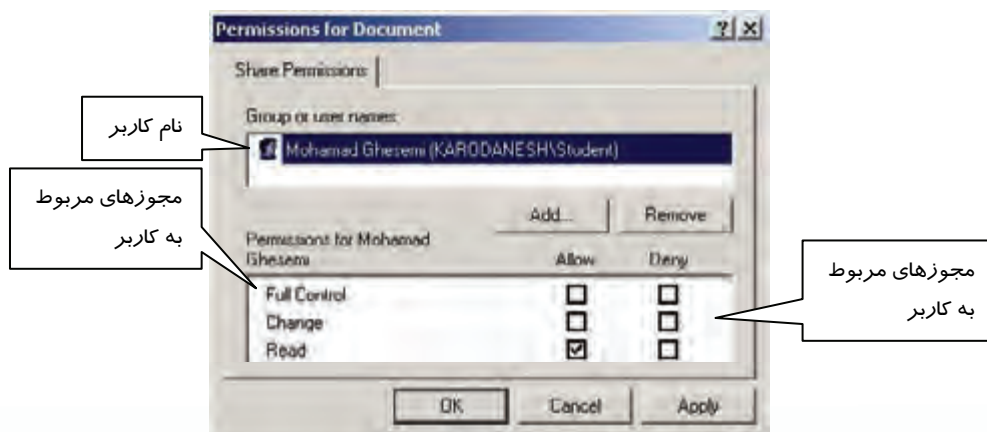 Permissions for Document
Share Permissions
Group or user names:
نام کاربر
Mohamad Ghesemi (KARODANESH\Student)
مجوزهای مربوط
به کاربر
Add...
Remove
Permissions for Mohamad
Ghesemi
Allow
Deny
مجوزهای مربوط
به کاربر
Full Control
Change
Read
OK
Cancel
Apply